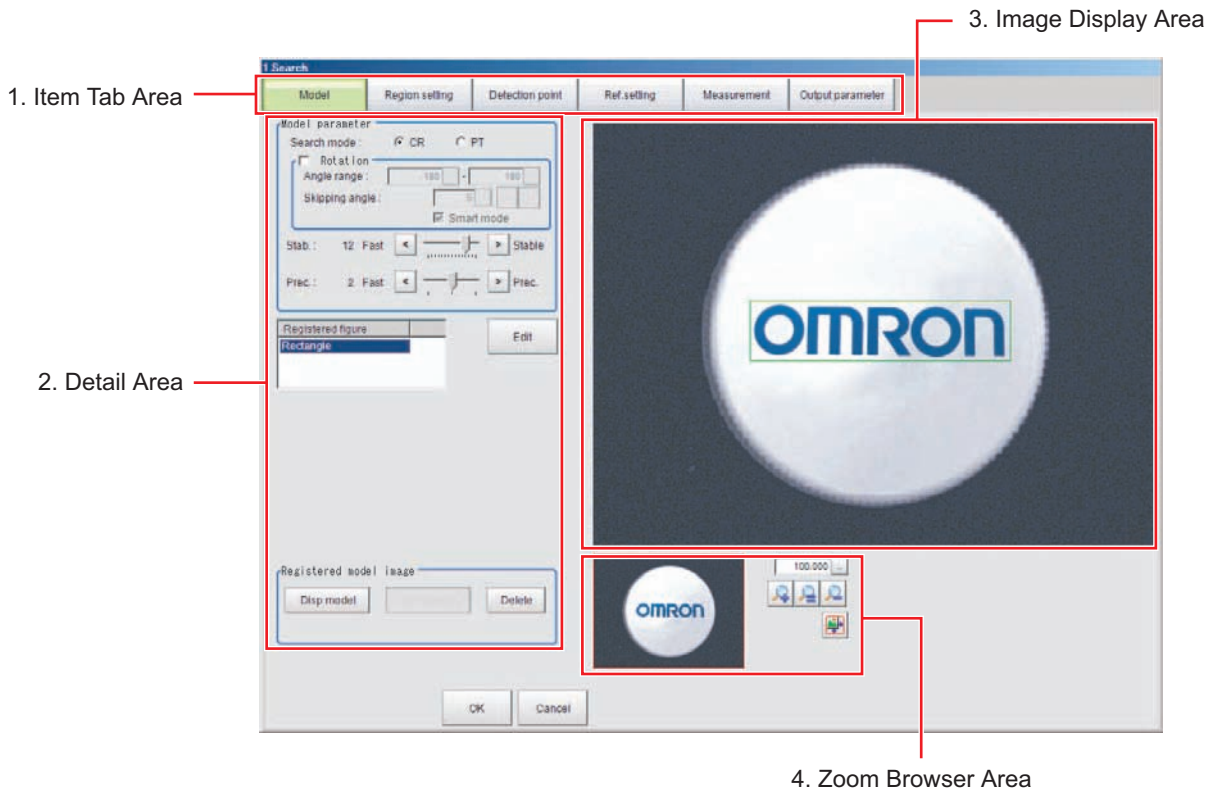 3. Image Display Area
1 Search
1. Item Tab Area
Model Region setting Detection point Ref.setting Measurement Output parameter
Model parameter
Search mode : CR PT
Rotation
Angle range : 180 - 180
Skipping angle : 5
Smart mode
Stab. : 12 Fast < > Stable
Prec. : 2 Fast < > Prec.
OMRON
Registered figure
Edit
Rectangle
2. Detail Area
Registered model image
Disp model Delete
100.000 ...
OMRON
OK Cancel
4. Zoom Browser Area